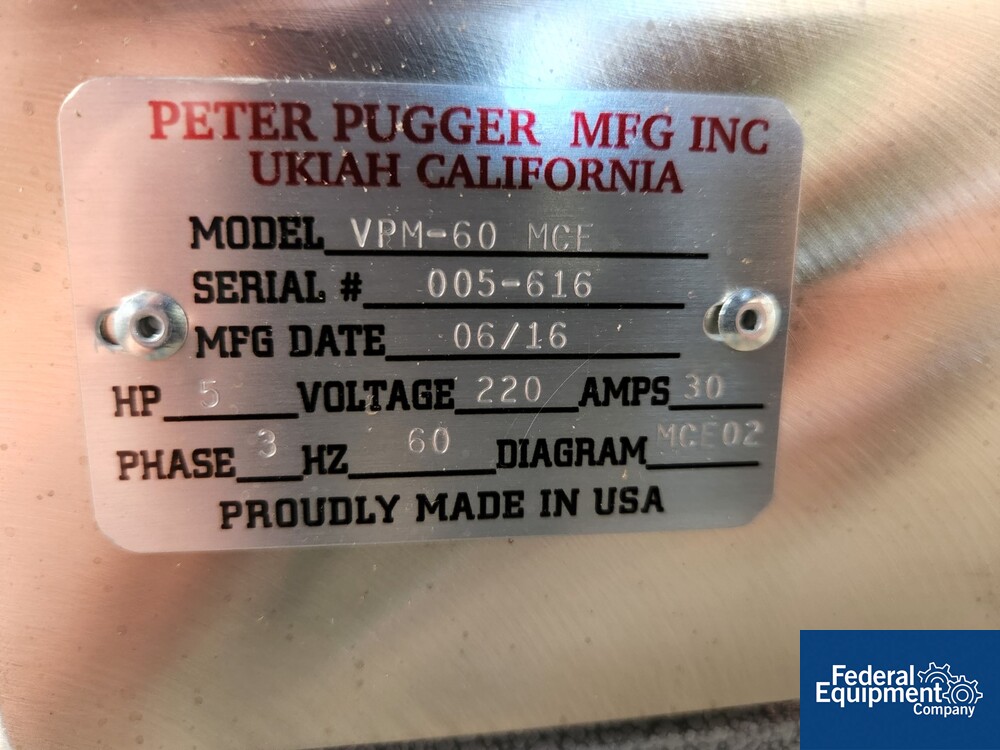 PETER PUGGER MFG INC
UKIAH CALIFORNIA
MODEL VPM-60 MCE
SERIAL # 005-616
MFG DATE 06/16
HP 5 VOLTAGE 220 AMPS 30
PHASE 3 HZ 60 DIAGRAM MCE02
PROUDLY MADE IN USA
Federal
Equipment
Company